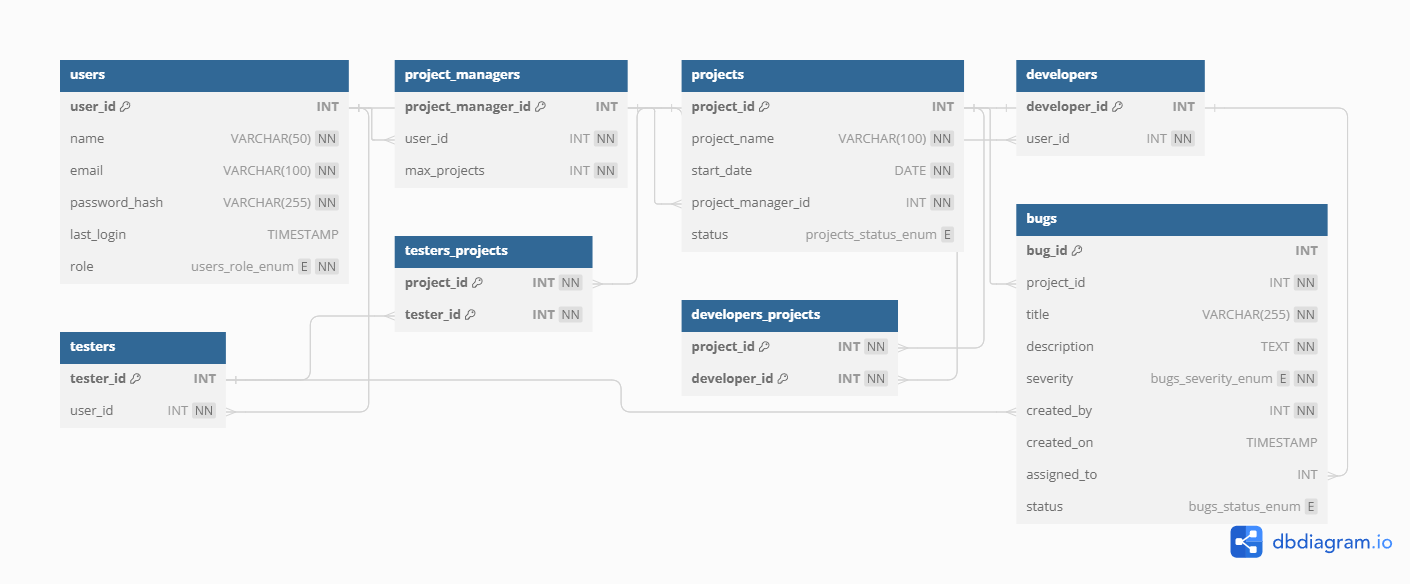 users
user_id INT
name VARCHAR(50) NN
email VARCHAR(100) NN
password_hash VARCHAR(255) NN
last_login TIMESTAMP
role users_role_enum E NN
project_managers
project_manager_id INT
user_id INT NN
max_projects INT NN
projects
project_id INT
project_name VARCHAR(100) NN
start_date DATE NN
project_manager_id INT NN
status projects_status_enum E
developers
developer_id INT
user_id INT NN
testers_projects
project_id INT NN
tester_id INT NN
testers
tester_id INT
user_id INT NN
developers_projects
project_id INT NN
developer_id INT NN
bugs
bug_id INT
project_id INT NN
title VARCHAR(255) NN
description TEXT NN
severity bugs_severity_enum E NN
created_by INT NN
created_on TIMESTAMP
assigned_to INT
status bugs_status_enum E
dbdiagram.io